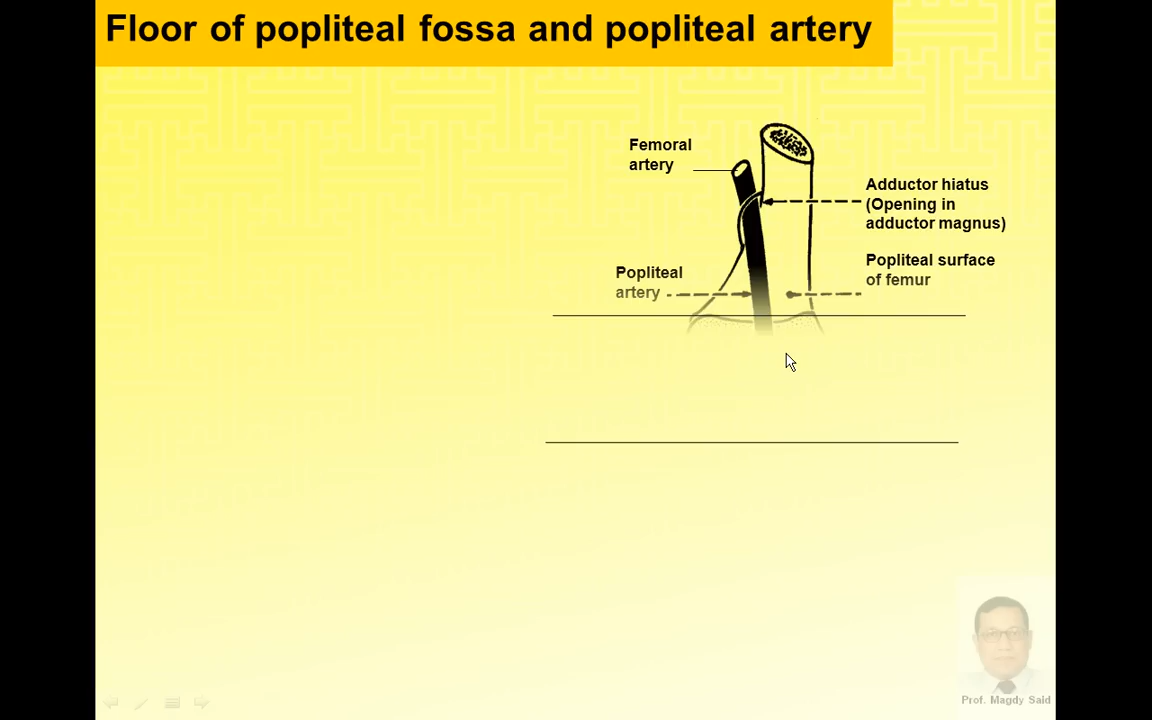 Floor of popliteal fossa and popliteal artery
Femoral
artery
Adductor hiatus
(Opening in
adductor magnus)
Popliteal surface
of femur
Popliteal
artery
Prof. Magdy Said